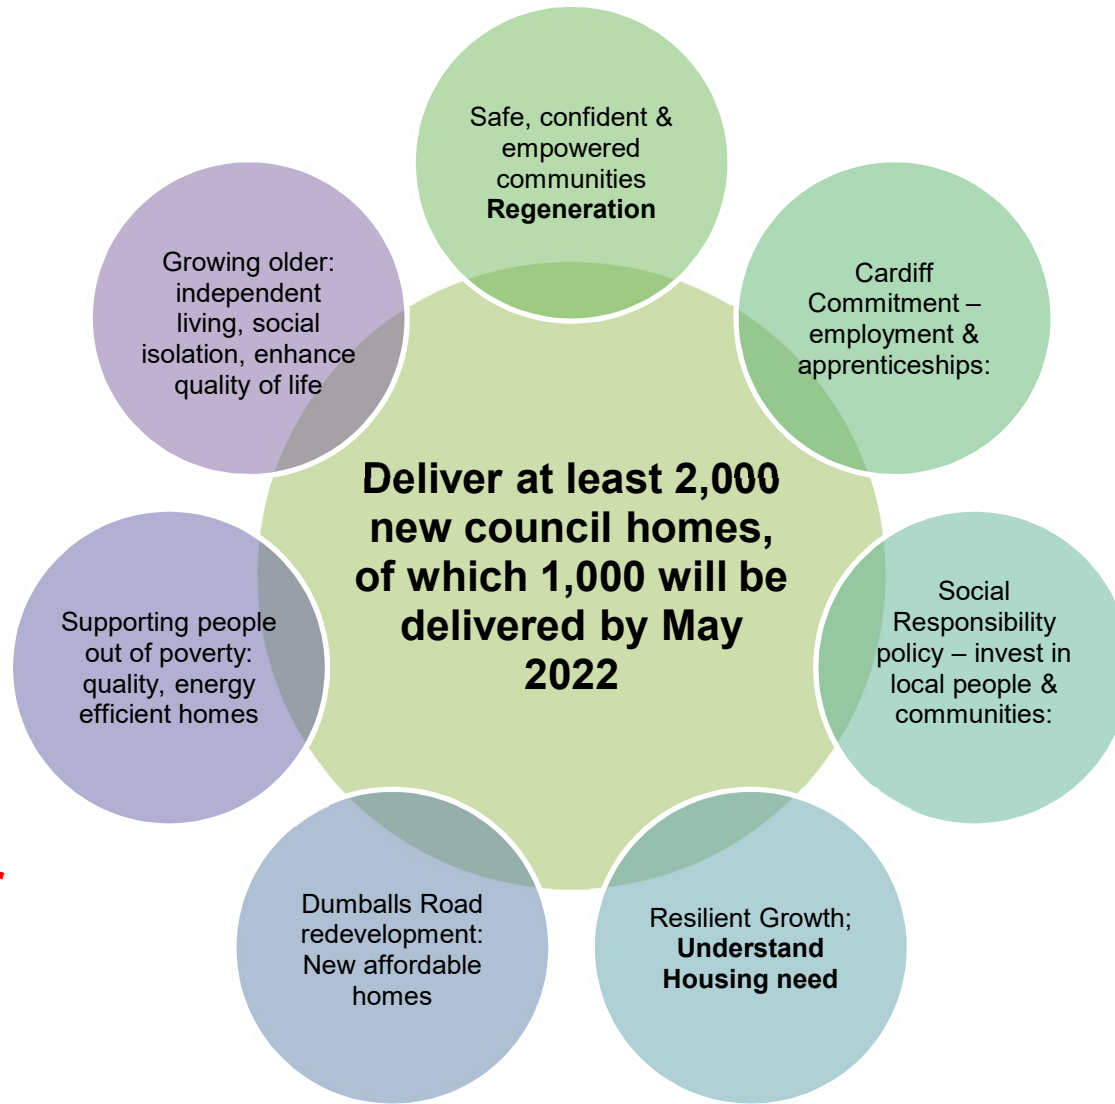 Safe, confident &
empowered
communities
Regeneration
Cardiff
Commitment –
employment &
apprenticeships:
Social
Responsibility
policy – invest in
local people &
communities:
Resilient Growth;
Understand
Housing need
Dumballs Road
redevelopment:
New affordable
homes
Supporting people
out of poverty:
quality, energy
efficient homes
Growing older:
independent
living, social
isolation, enhance
quality of life
Deliver at least 2,000
new council homes,
of which 1,000 will be
delivered by May
2022